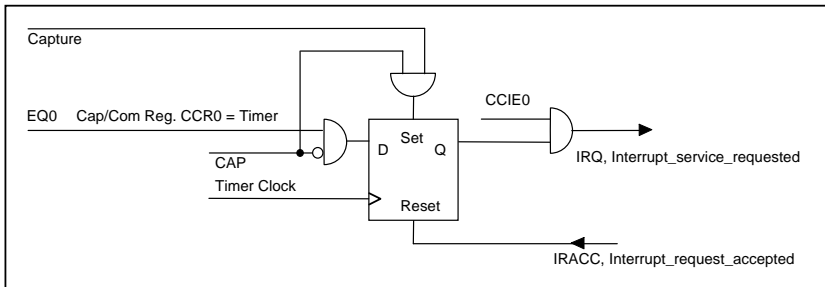 Capture
CCIE0
EQ0 Cap/Com Reg. CCR0 = Timer
Set
D Q
IRQ, Interrupt_service_requested
CAP
Timer Clock
Reset
IRACC, Interrupt_request_accepted